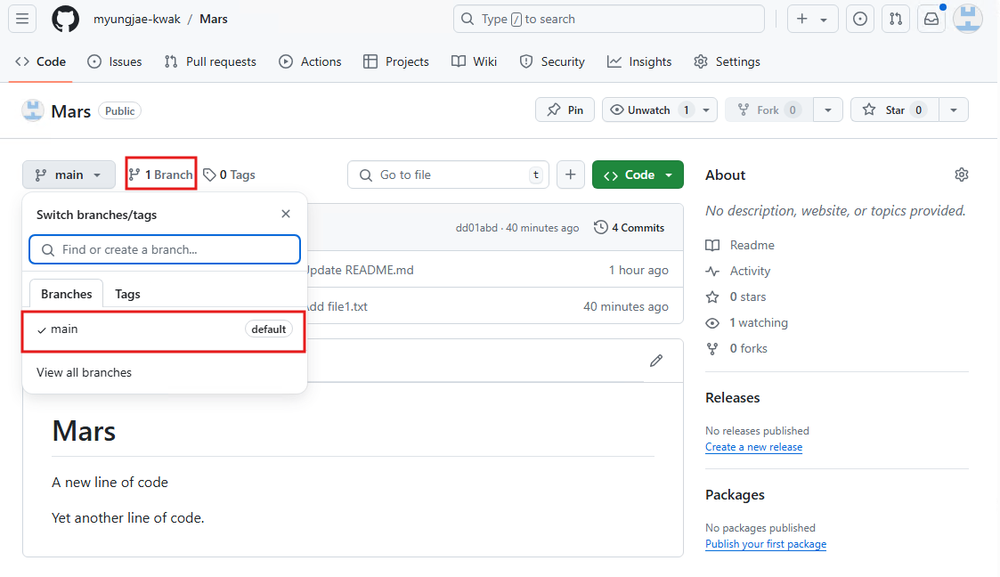 myungjae-kwak / Mars
Type / to search
Code Issues Pull requests Actions Projects Wiki Security Insights Settings
Mars Public
Pin Unwatch 1 Fork 0 Star 0
main 1 Branch 0 Tags
Go to file t
Code
Switch branches/tags
Find or create a branch...
Branches Tags
main default
View all branches
dd01abd · 40 minutes ago 4 Commits
README.md 1 hour ago
file1.txt 40 minutes ago
Mars
A new line of code
Yet another line of code.
About
No description, website, or topics provided.
Readme
Activity
0 stars
1 watching
0 forks
Releases
No releases published
Create a new release
Packages
No packages published
Publish your first package